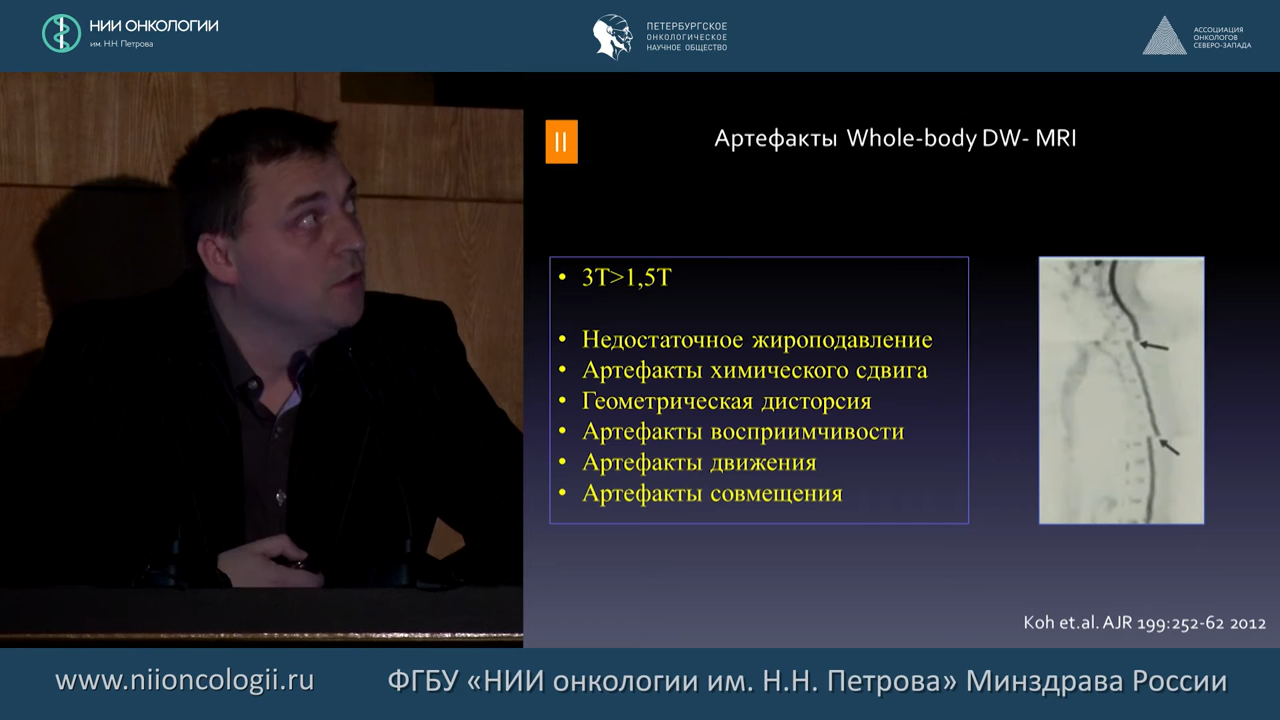 НИИ ОНКОЛОГИИ
им. Н.Н. Петрова
ПЕТЕРБУРГСКОЕ
ОНКОЛОГИЧЕСКОЕ
НАУЧНОЕ ОБЩЕСТВО
АССОЦИАЦИЯ
ОНКОЛОГОВ
СЕВЕРО-ЗАПАДА
II
Артефакты Whole-body DW- MRI
• 3Т>1,5Т
• Недостаточное жироподавление
• Артефакты химического сдвига
• Геометрическая дисторсия
• Артефакты восприимчивости
• Артефакты движения
• Артефакты совмещения
Koh et.al. AJR 199:252-62 2012
www.niioncologii.ru
ФГБУ «НИИ онкологии им. Н.Н. Петрова» Минздрава России